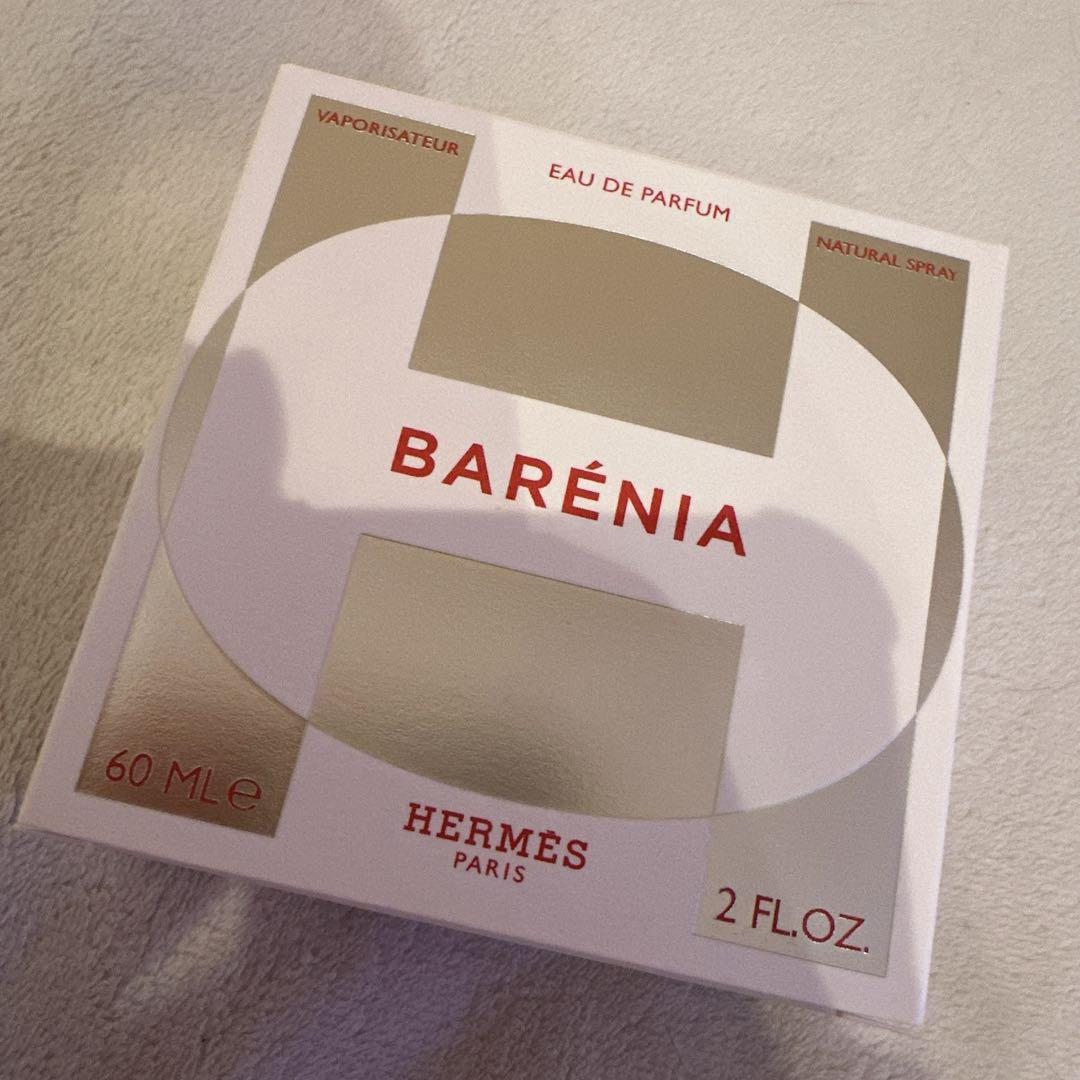 VAPORISATEUR
EAU DE PARFUM
NATURAL SPRAY
BARÉNIA
60 ML ℮
HERMÈS
PARIS
2 FL.OZ.